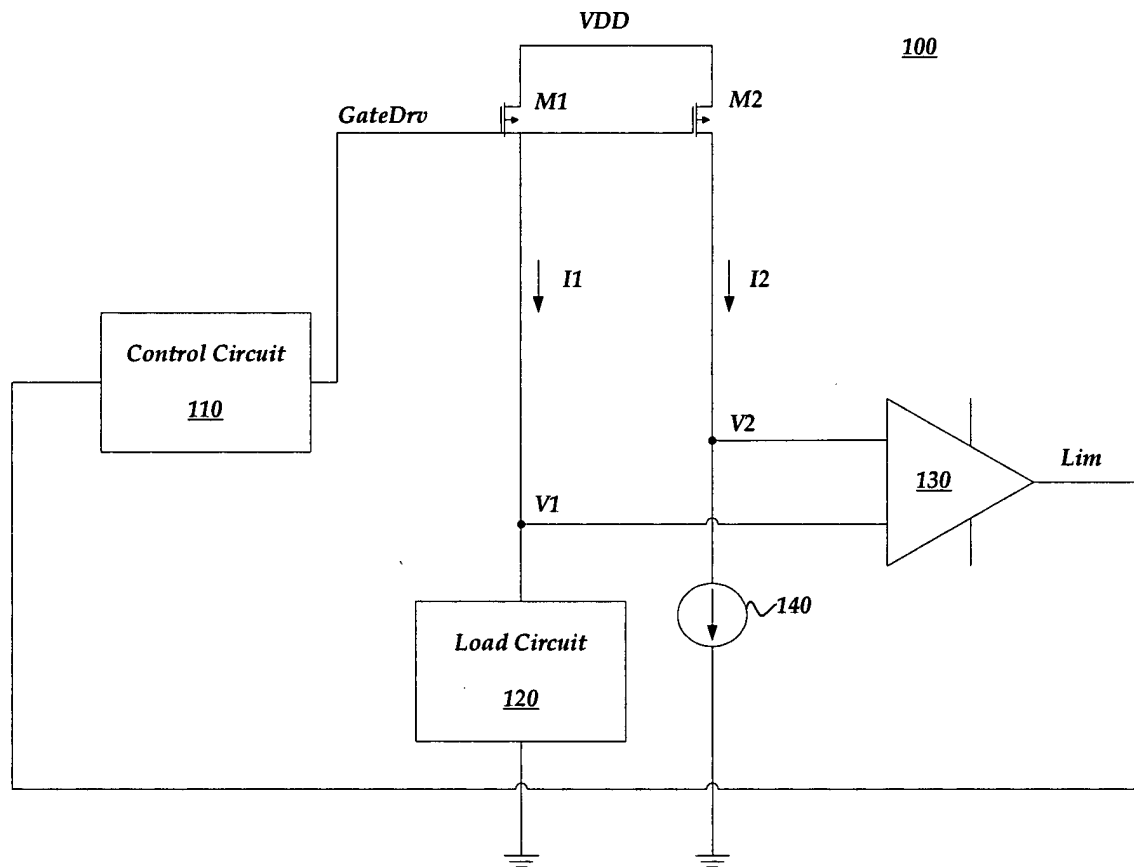 VDD
100
M1
M2
GateDrv
I1
I2
Control Circuit
110
V2
Lim
130
V1
140
Load Circuit
120